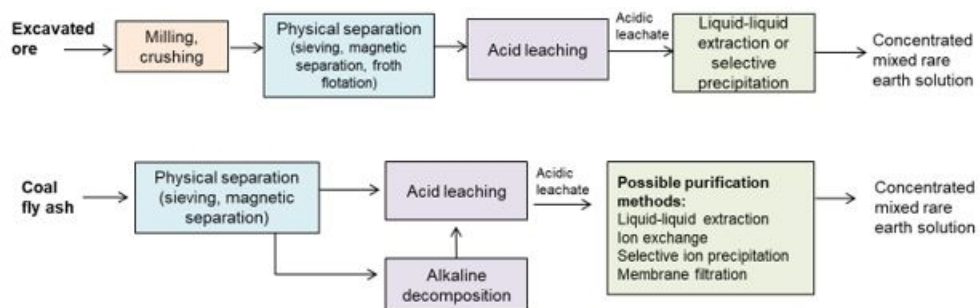 Excavated
ore
Milling,
crushing
Physical separation
(sieving, magnetic
separation, froth
flotation)
Acid leaching
Acidic
leachate
Liquid-liquid
extraction or
selective
precipitation
Concentrated
mixed rare
earth solution
Coal
fly ash
Physical separation
(sieving, magnetic
separation)
Acid leaching
Alkaline
decomposition
Acidic
leachate
Possible purification
methods:
Liquid-liquid extraction
Ion exchange
Selective ion precipitation
Membrane filtration
Concentrated
mixed rare
earth solution